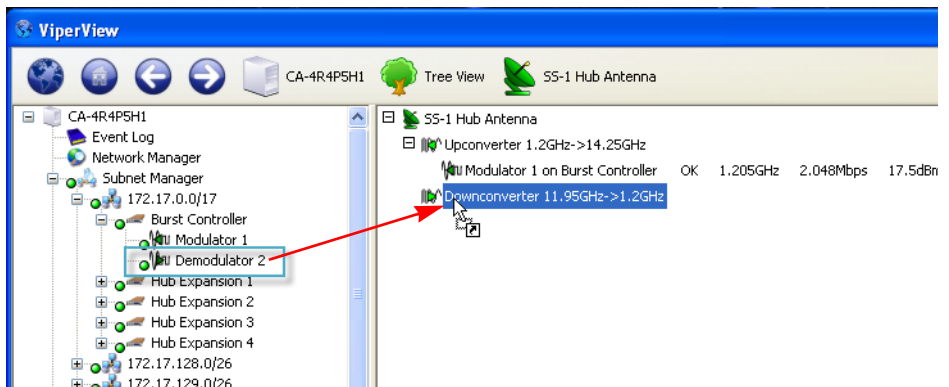 ViperView
CA-4R4P5H1 Tree View SS-1 Hub Antenna
CA-4R4P5H1
Event Log
Network Manager
Subnet Manager
172.17.0.0/17
Burst Controller
Modulator 1
Demodulator 2
Hub Expansion 1
Hub Expansion 2
Hub Expansion 3
Hub Expansion 4
172.17.128.0/26
172.17.129.0/26
SS-1 Hub Antenna
Upconverter 1.2GHz->14.25GHz
Modulator 1 on Burst Controller OK 1.205GHz 2.048Mbps 17.5dBm
Downconverter 11.95GHz->1.2GHz